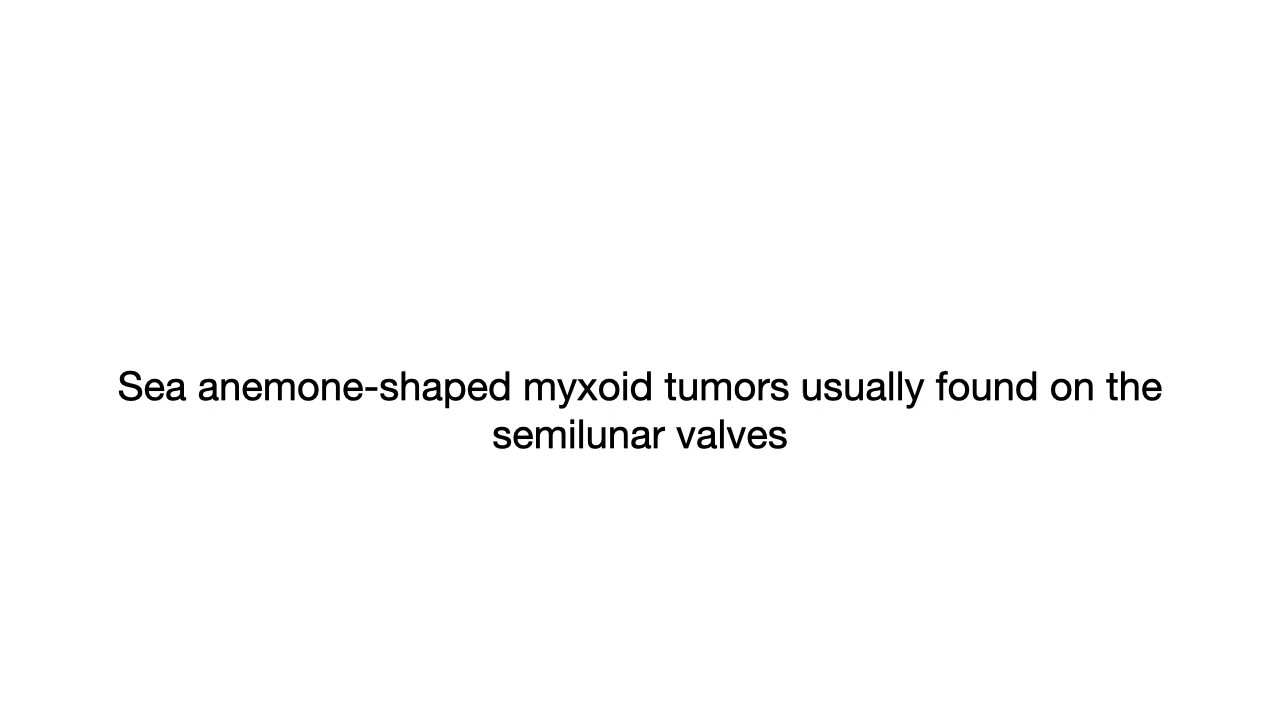 Sea anemone-shaped myxoid tumors usually found on the
semilunar valves